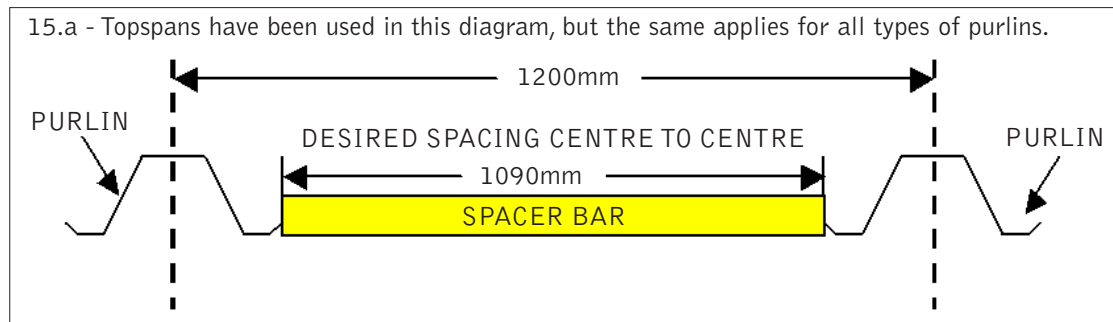 15.a - Topspans have been used in this diagram, but the same applies for all types of purlins.
1200mm
PURLIN
DESIRED SPACING CENTRE TO CENTRE
PURLIN
1090mm
SPACER BAR